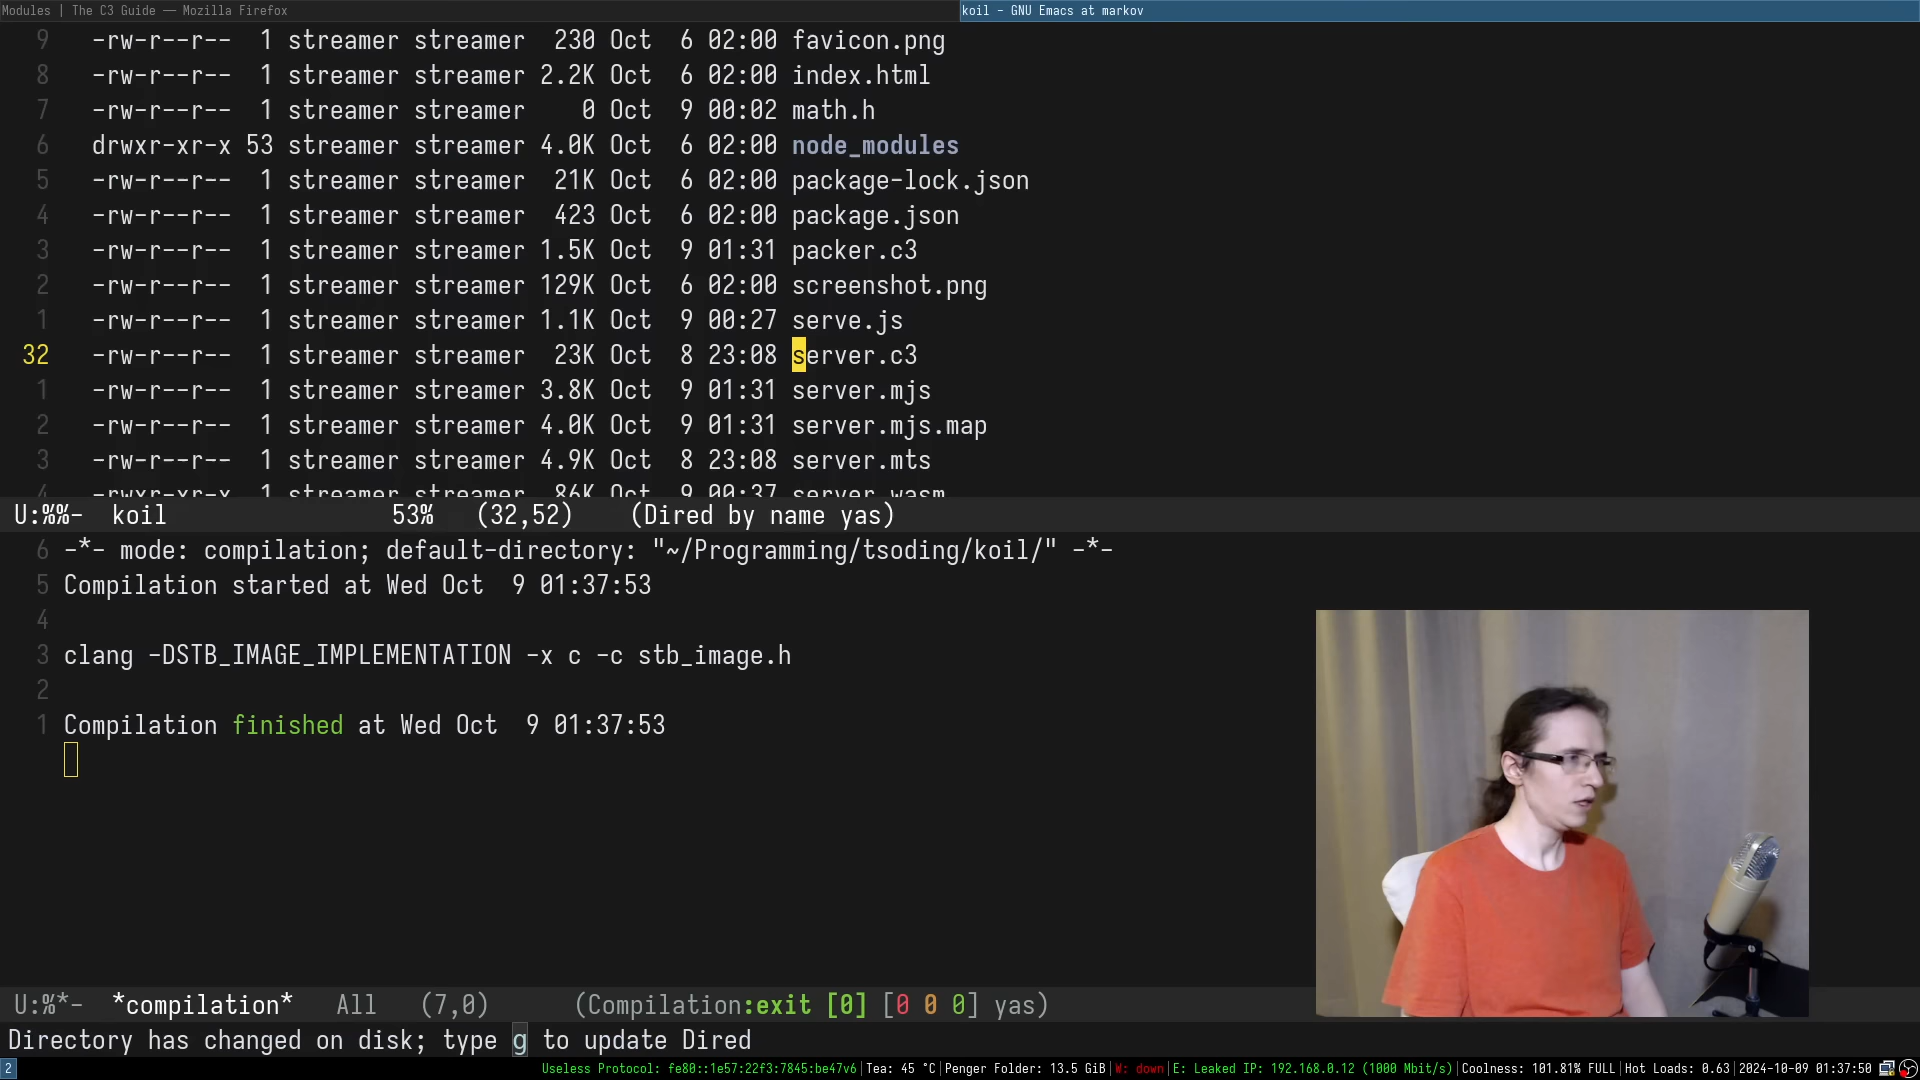 Modules | The C3 Guide — Mozilla Firefox
koil - GNU Emacs at markov
9 -rw-r--r-- 1 streamer streamer 230 Oct 6 02:00 favicon.png
8 -rw-r--r-- 1 streamer streamer 2.2K Oct 6 02:00 index.html
7 -rw-r--r-- 1 streamer streamer 0 Oct 9 00:02 math.h
6 drwxr-xr-x 53 streamer streamer 4.0K Oct 6 02:00 node_modules
5 -rw-r--r-- 1 streamer streamer 21K Oct 6 02:00 package-lock.json
4 -rw-r--r-- 1 streamer streamer 423 Oct 6 02:00 package.json
3 -rw-r--r-- 1 streamer streamer 1.5K Oct 9 01:31 packer.c3
2 -rw-r--r-- 1 streamer streamer 129K Oct 6 02:00 screenshot.png
1 -rw-r--r-- 1 streamer streamer 1.1K Oct 9 00:27 serve.js
32 -rw-r--r-- 1 streamer streamer 23K Oct 8 23:08 server.c3
1 -rw-r--r-- 1 streamer streamer 3.8K Oct 9 01:31 server.mjs
2 -rw-r--r-- 1 streamer streamer 4.0K Oct 9 01:31 server.mjs.map
3 -rw-r--r-- 1 streamer streamer 4.9K Oct 8 23:08 server.mts
4 -rwxr-xr-x 1 streamer streamer 86K Oct 9 00:37 server.wasm
U:%%- koil 53% (32,52) (Dired by name yas)
6 -*- mode: compilation; default-directory: "~/Programming/tsoding/koil/" -*-
5 Compilation started at Wed Oct 9 01:37:53
4
3 clang -DSTB_IMAGE_IMPLEMENTATION -x c -c stb_image.h
2
1 Compilation finished at Wed Oct 9 01:37:53
U:%*- *compilation* All (7,0) (Compilation:exit [0] [0 0 0] yas)
Directory has changed on disk; type g to update Dired
2 Useless Protocol: fe80::1e57:22f3:7845:be47v6|Tea: 45 °C|Penger Folder: 13.5 GiB|W: down|E: Leaked IP: 192.168.0.12 (1000 Mbit/s)|Coolness: 101.81% FULL|Hot Loads: 0.63|2024-10-09 01:37:50